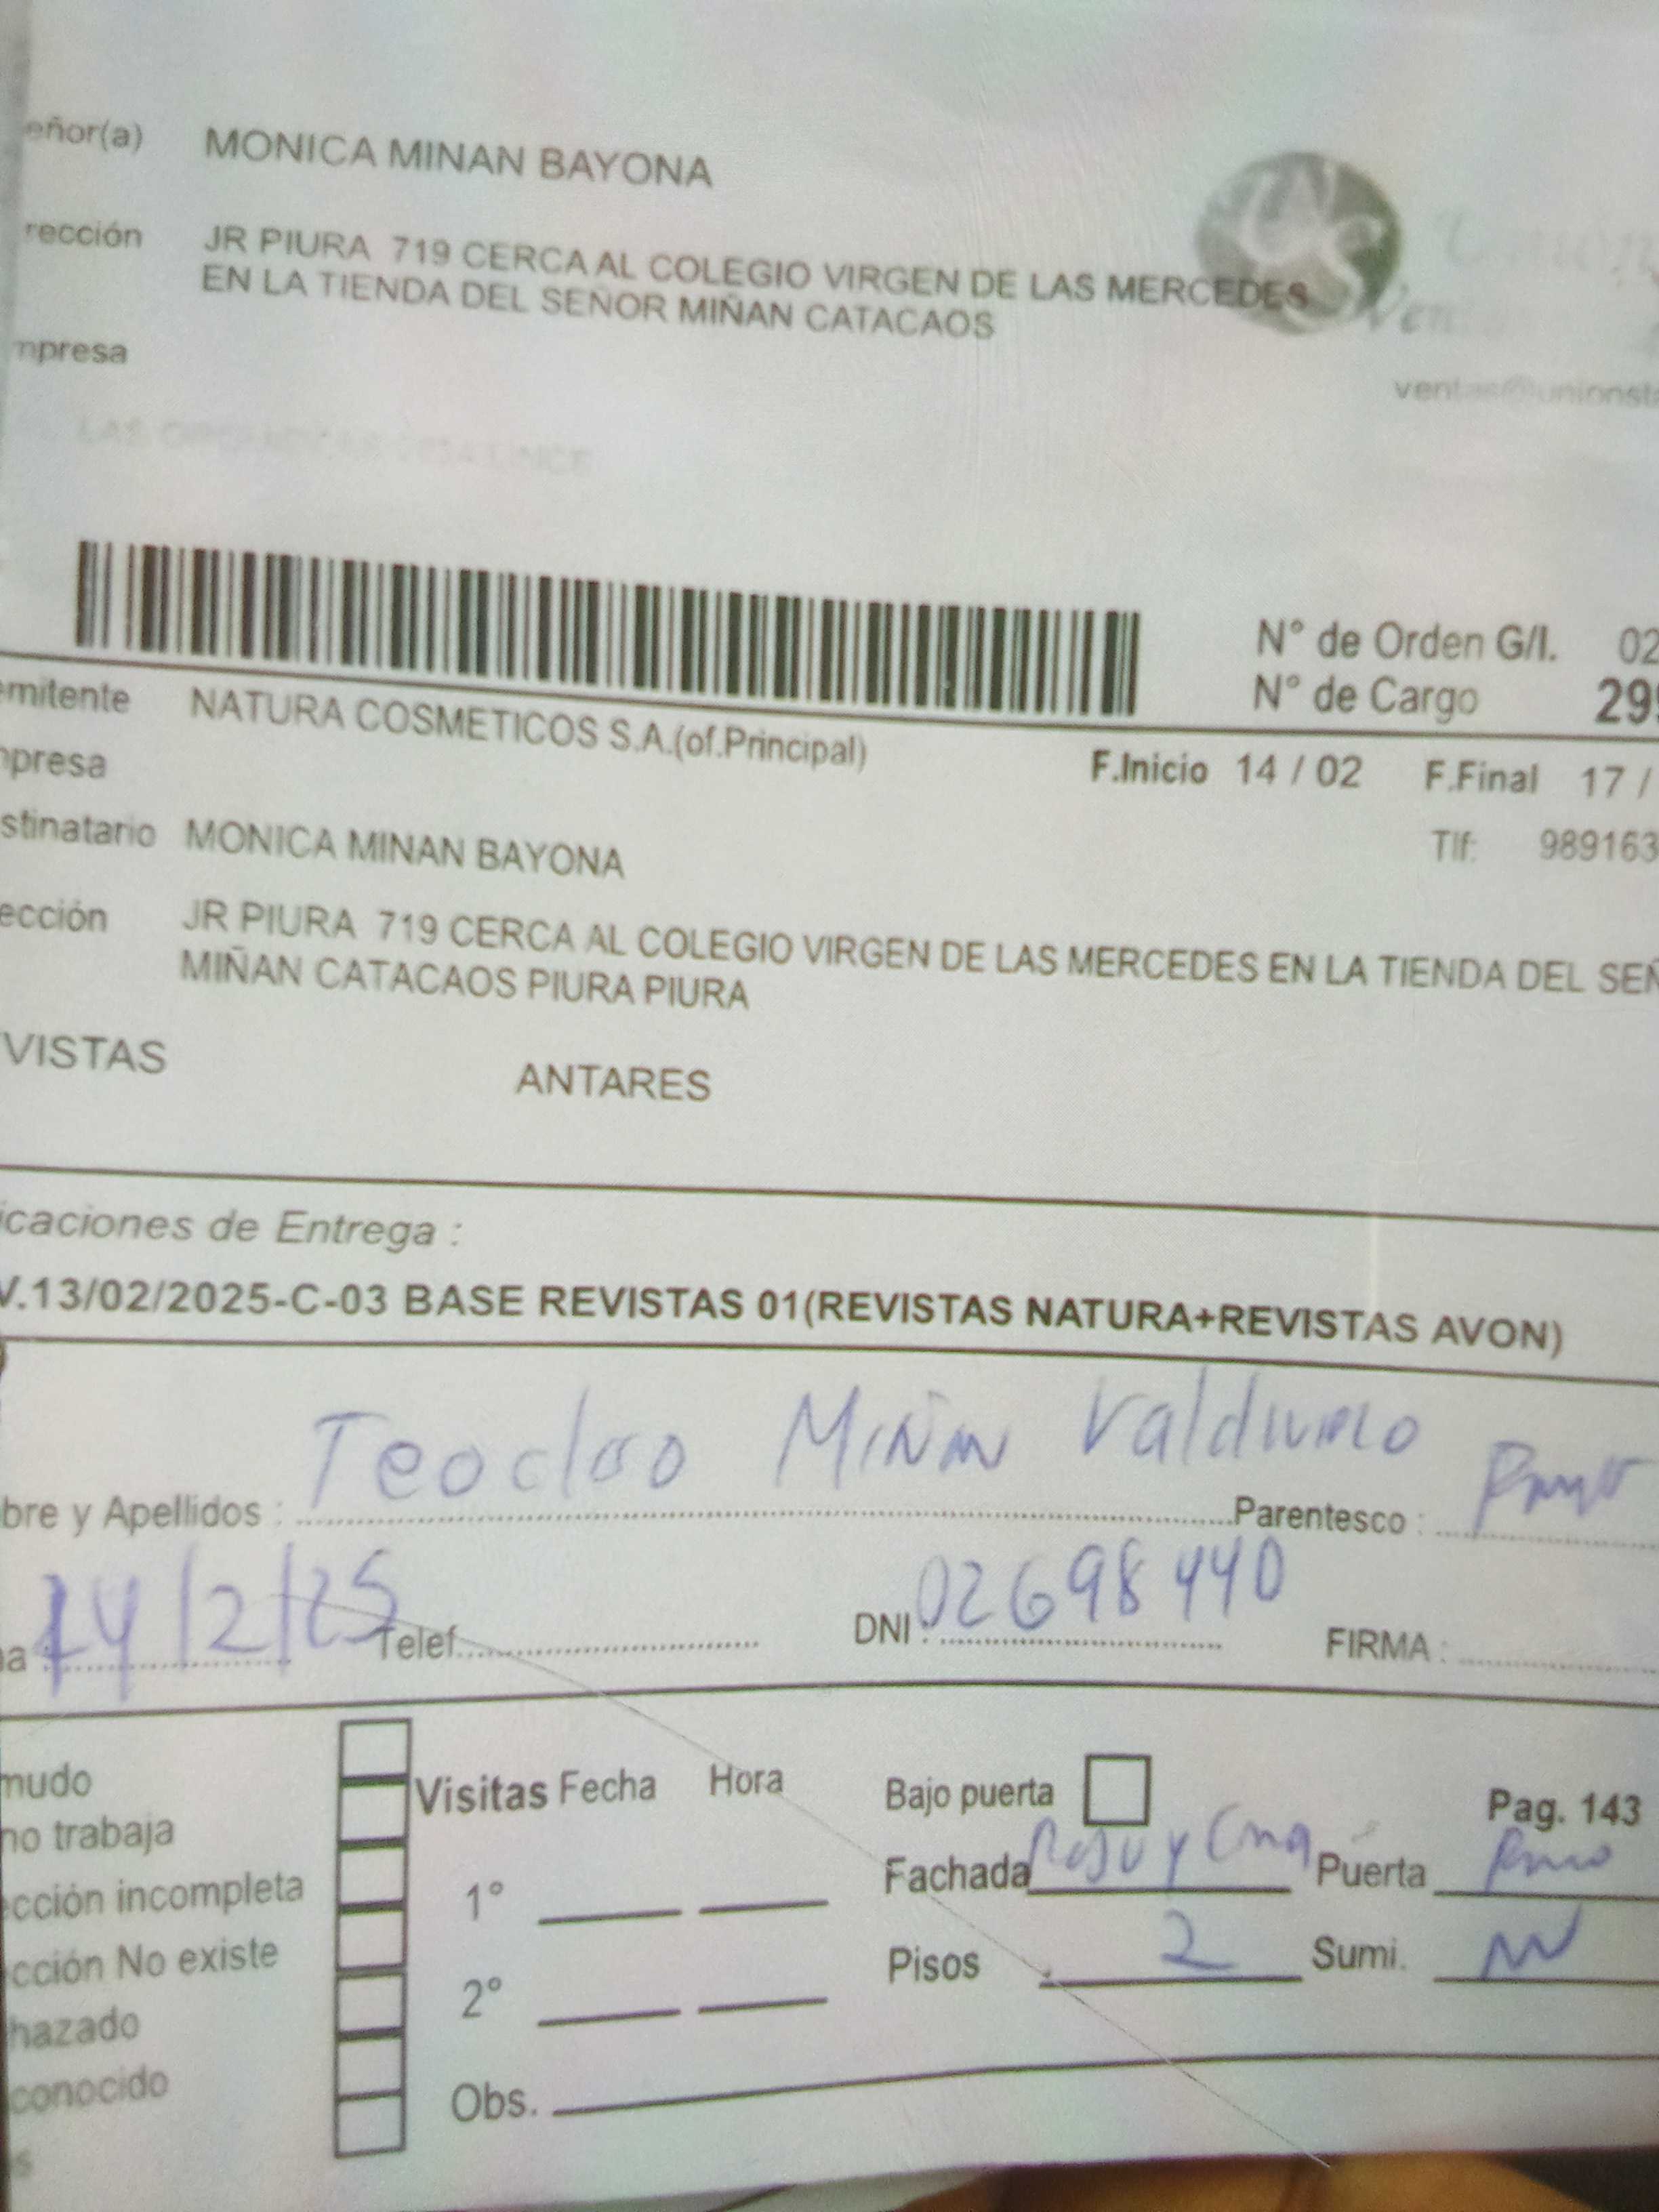 eñor(a) MONICA MINAN BAYONA
rección JR PIURA 719 CERCA AL COLEGIO VIRGEN DE LAS MERCEDES
EN LA TIENDA DEL SEÑOR MIÑAN CATACAOS
mpresa
ventas@unionsta
N° de Orden G/I. 02
N° de Cargo 299
emitente NATURA COSMETICOS S.A.(of.Principal)
mpresa F.Inicio 14 / 02 F.Final 17 /
stinatario MONICA MINAN BAYONA Tlf: 989163
ección JR PIURA 719 CERCA AL COLEGIO VIRGEN DE LAS MERCEDES EN LA TIENDA DEL SEÑ
MIÑAN CATACAOS PIURA PIURA
VISTAS ANTARES
icaciones de Entrega :
V.13/02/2025-C-03 BASE REVISTAS 01(REVISTAS NATURA+REVISTAS AVON)
Miñan
bre y Apellidos : Parentesco :
a : 14/2/25 Telef. DNI : 02698440 FIRMA :
mudo
Visitas Fecha Hora Bajo puerta Pag. 143
no trabaja
Fachada Puerta
cción incompleta 1°
cción No existe Pisos 2 Sumi.
hazado 2°
conocido
Obs.
s